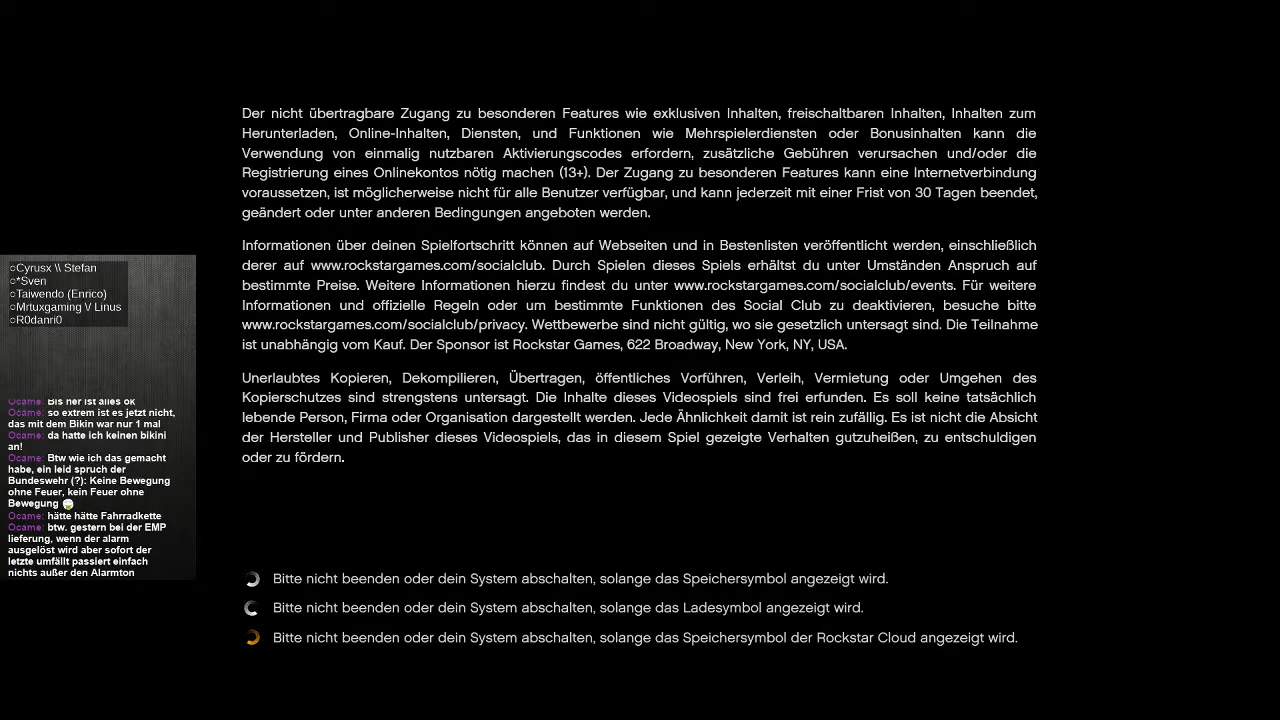 Der nicht übertragbare Zugang zu besonderen Features wie exklusiven Inhalten, freischaltbaren Inhalten, Inhalten zum
Herunterladen, Online-Inhalten, Diensten, und Funktionen wie Mehrspielerdiensten oder Bonusinhalten kann die
Verwendung von einmalig nutzbaren Aktivierungscodes erfordern, zusätzliche Gebühren verursachen und/oder die
Registrierung eines Onlinekontos nötig machen (13+). Der Zugang zu besonderen Features kann eine Internetverbindung
voraussetzen, ist möglicherweise nicht für alle Benutzer verfügbar, und kann jederzeit mit einer Frist von 30 Tagen beendet,
geändert oder unter anderen Bedingungen angeboten werden.
Informationen über deinen Spielfortschritt können auf Webseiten und in Bestenlisten veröffentlicht werden, einschließlich
derer auf www.rockstargames.com/socialclub. Durch Spielen dieses Spiels erhältst du unter Umständen Anspruch auf
bestimmte Preise. Weitere Informationen hierzu findest du unter www.rockstargames.com/socialclub/events. Für weitere
Informationen und offizielle Regeln oder um bestimmte Funktionen des Social Club zu deaktivieren, besuche bitte
www.rockstargames.com/socialclub/privacy. Wettbewerbe sind nicht gültig, wo sie gesetzlich untersagt sind. Die Teilnahme
ist unabhängig vom Kauf. Der Sponsor ist Rockstar Games, 622 Broadway, New York, NY, USA.
Unerlaubtes Kopieren, Dekompilieren, Übertragen, öffentliches Vorführen, Verleih, Vermietung oder Umgehen des
Kopierschutzes sind strengstens untersagt. Die Inhalte dieses Videospiels sind frei erfunden. Es soll keine tatsächlich
lebende Person, Firma oder Organisation dargestellt werden. Jede Ähnlichkeit damit ist rein zufällig. Es ist nicht die Absicht
der Hersteller und Publisher dieses Videospiels, das in diesem Spiel gezeigte Verhalten gutzuheißen, zu entschuldigen
oder zu fördern.
Bitte nicht beenden oder dein System abschalten, solange das Speichersymbol angezeigt wird.
Bitte nicht beenden oder dein System abschalten, solange das Ladesymbol angezeigt wird.
Bitte nicht beenden oder dein System abschalten, solange das Speichersymbol der Rockstar Cloud angezeigt wird.
Cyrusx \\ Stefan
*Sven
Taiwendo (Enrico)
Mrtuxgaming \/ Linus
R0danri0
Ocame: Bis her ist alles ok
Ocame: so extrem ist es jetzt nicht,
das mit dem Bikin war nur 1 mal
Ocame: da hatte ich keinen bikini
an!
Ocame: Btw wie ich das gemacht
habe, ein leid spruch der
Bundeswehr (?): Keine Bewegung
ohne Feuer, kein Feuer ohne
Bewegung
Ocame: hätte hätte Fahrradkette
Ocame: btw. gestern bei der EMP
lieferung, wenn der alarm
ausgelöst wird aber sofort der
letzte umfällt passiert einfach
nichts außer den Alarmton